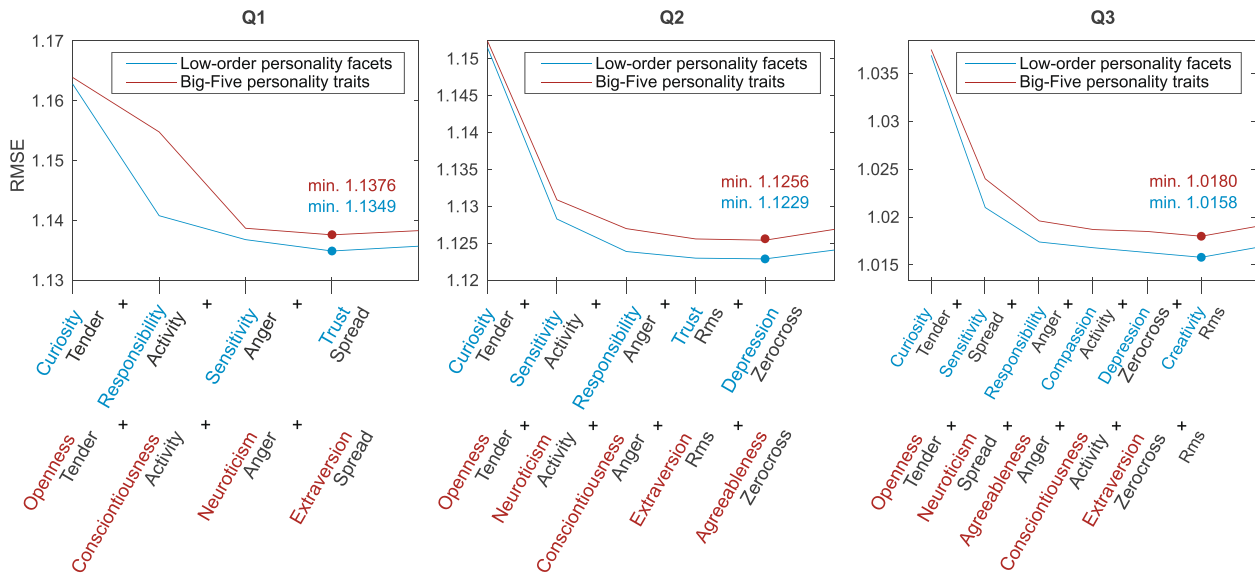 Q1
Q2
Q3
RMSE
1.17
1.16
1.15
1.14
1.13
Low-order personality facets
Big-Five personality traits
min. 1.1376
min. 1.1349
Curiosity
Tender
+
Responsibility
Activity
+
Sensitivity
Anger
+
Trust
Spread
Openness
Tender
+
Consciontiousness
Activity
+
Neuroticism
Anger
+
Extraversion
Spread
1.15
1.145
1.14
1.135
1.13
1.125
1.12
Low-order personality facets
Big-Five personality traits
min. 1.1256
min. 1.1229
Curiosity
Tender
+
Sensitivity
Activity
+
Responsibility
Anger
+
Trust
Rms
+
Depression
Zerocross
Openness
Tender
+
Neuroticism
Activity
+
Consciontiousness
Anger
+
Extraversion
Rms
+
Agreeableness
Zerocross
1.035
1.03
1.025
1.02
1.015
Low-order personality facets
Big-Five personality traits
min. 1.0180
min. 1.0158
Curiosity
Tender
+
Sensitivity
Spread
+
Responsibility
Anger
+
Compassion
Activity
+
Depression
Zerocross
+
Creativity
Rms
Openness
Tender
+
Neuroticism
Spread
+
Agreeableness
Anger
+
Consciontiousness
Activity
+
Extraversion
Zerocross
+
Rms